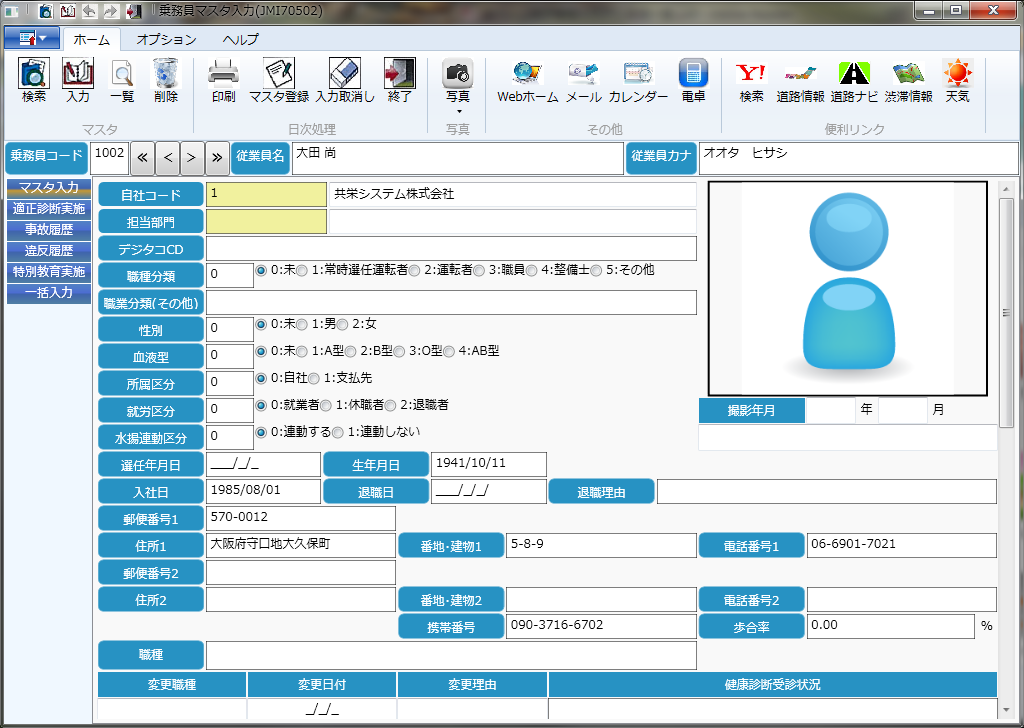 乗務員マスタ入力(JMI70502)
ホーム オプション ヘルプ
検索 入力 一覧 削除 印刷 マスタ登録 入力取消し 終了 写真 Webホーム メール カレンダー 電卓 Y! 検索 道路情報 道路ナビ 渋滞情報 天気
マスタ 日次処理 写真 その他 便利リンク
乗務員コード 1002 « < > » 従業員名 大田 尚 従業員カナ オオタ ヒサシ
マスタ入力
適正診断実施
事故履歴
違反履歴
特別教育実施
一括入力
自社コード 1 共栄システム株式会社
担当部門
デジタコCD
職種分類 0 0:未 1:常時選任運転者 2:運転者 3:職員 4:整備士 5:その他
職業分類(その他)
性別 0 0:未 1:男 2:女
血液型 0 0:未 1:A型 2:B型 3:O型 4:AB型
所属区分 0 0:自社 1:支払先
就労区分 0 0:就業者 1:休職者 2:退職者
撮影年月 年 月
水揚連動区分 0 0:連動する 1:連動しない
選任年月日 ___/_/_ 生年月日 1941/10/11
入社日 1985/08/01 退職日 ___/_/_/ 退職理由
郵便番号1 570-0012
住所1 大阪府守口地大久保町 番地・建物1 5-8-9 電話番号1 06-6901-7021
郵便番号2
住所2 番地・建物2 電話番号2
携帯番号 090-3716-6702 歩合率 0.00 %
職種
変更職種 変更日付 変更理由 健康診断受診状況
_/_/_